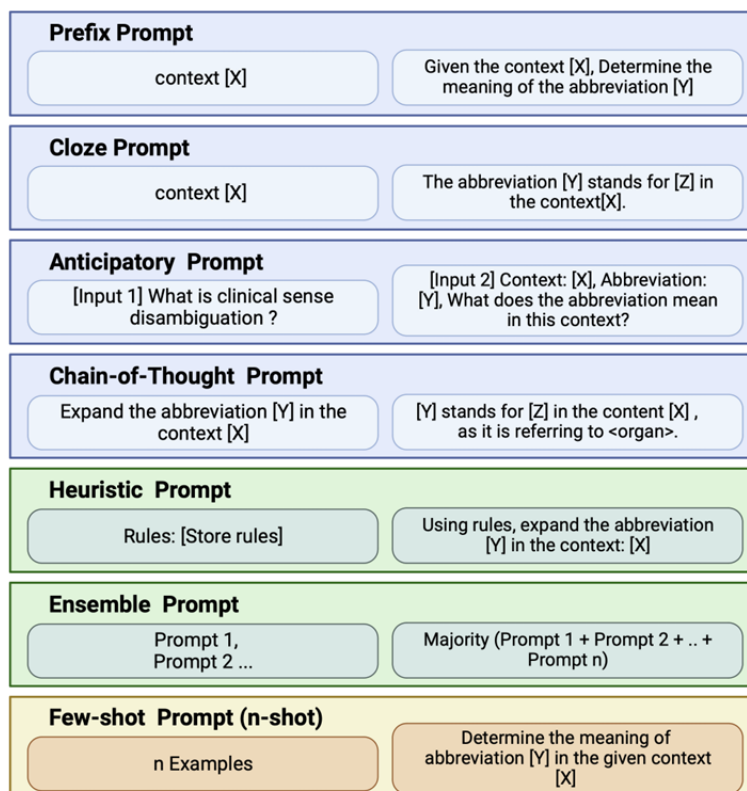 Prefix Prompt
context [X]
Given the context [X], Determine the
meaning of the abbreviation [Y]
Cloze Prompt
context [X]
The abbreviation [Y] stands for [Z] in
the context[X].
Anticipatory Prompt
[Input 1] What is clinical sense
disambiguation ?
[Input 2] Context: [X], Abbreviation:
[Y], What does the abbreviation mean
in this context?
Chain-of-Thought Prompt
Expand the abbreviation [Y] in the
context [X]
[Y] stands for [Z] in the content [X] ,
as it is referring to <organ>.
Heuristic Prompt
Rules: [Store rules]
Using rules, expand the abbreviation
[Y] in the context: [X]
Ensemble Prompt
Prompt 1,
Prompt 2 ...
Majority (Prompt 1 + Prompt 2 + .. +
Prompt n)
Few-shot Prompt (n-shot)
n Examples
Determine the meaning of
abbreviation [Y] in the given context
[X]